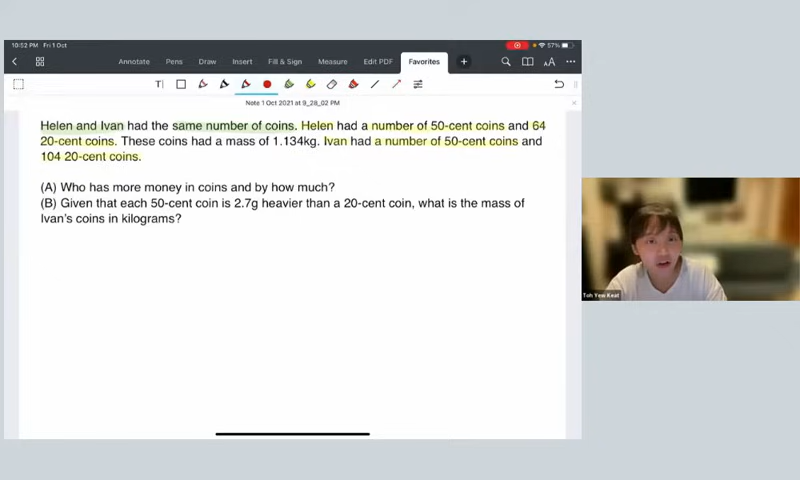 10:52 PM Fri 1 Oct
57%
Annotate Pens Draw Insert Fill & Sign Measure Edit PDF Favorites
Note 1 Oct 2021 at 9_28_02 PM
Helen and Ivan had the same number of coins. Helen had a number of 50-cent coins and 64
20-cent coins. These coins had a mass of 1.134kg. Ivan had a number of 50-cent coins and
104 20-cent coins.
(A) Who has more money in coins and by how much?
(B) Given that each 50-cent coin is 2.7g heavier than a 20-cent coin, what is the mass of
Ivan's coins in kilograms?
Toh Yew Keat